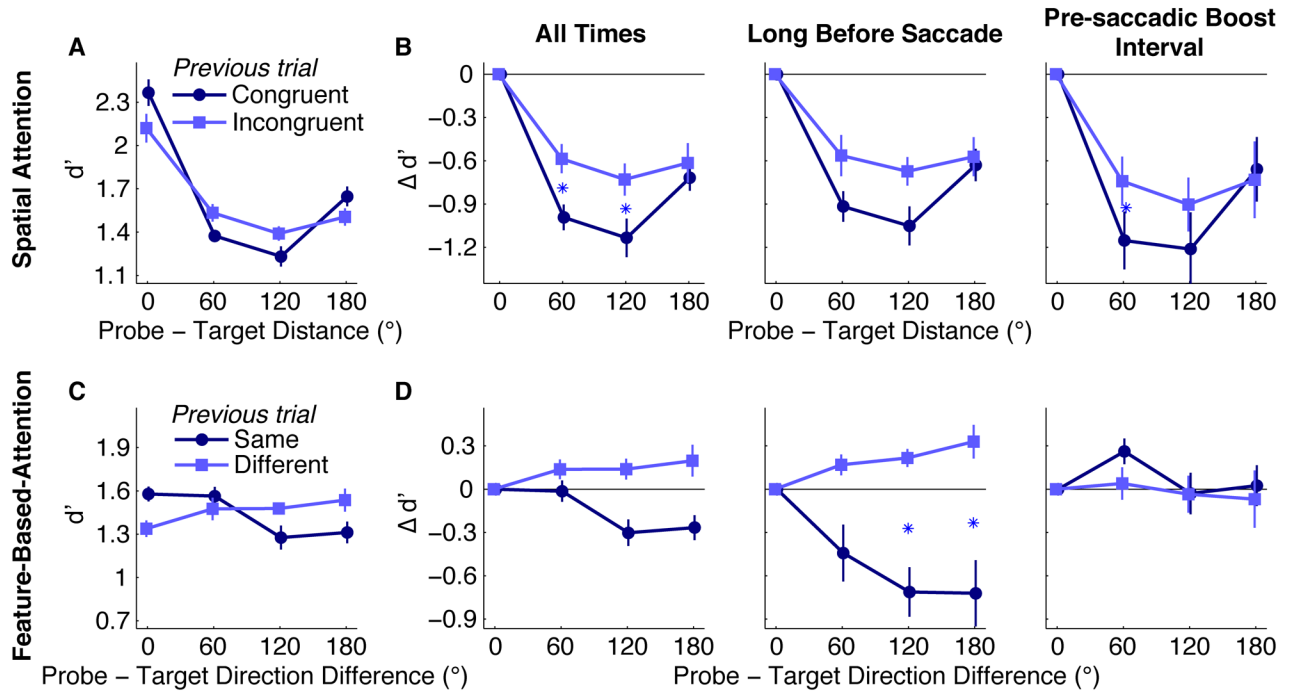 Spatial Attention
A
Previous trial
Congruent
Incongruent
d'
2.3
2
1.7
1.4
1.1
0 60 120 180
Probe – Target Distance (°)
B
All Times
Long Before Saccade
Pre-saccadic Boost
Interval
Δ d'
0
−0.3
−0.6
−0.9
−1.2
*
*
*
0 60 120 180
0 60 120 180
0 60 120 180
Probe – Target Distance (°)
Feature-Based-Attention
C
Previous trial
Same
Different
d'
1.9
1.6
1.3
1
0.7
0 60 120 180
Probe – Target Direction Difference (°)
D
Δ d'
0.3
0
−0.3
−0.6
−0.9
*
*
0 60 120 180
0 60 120 180
0 60 120 180
Probe – Target Direction Difference (°)